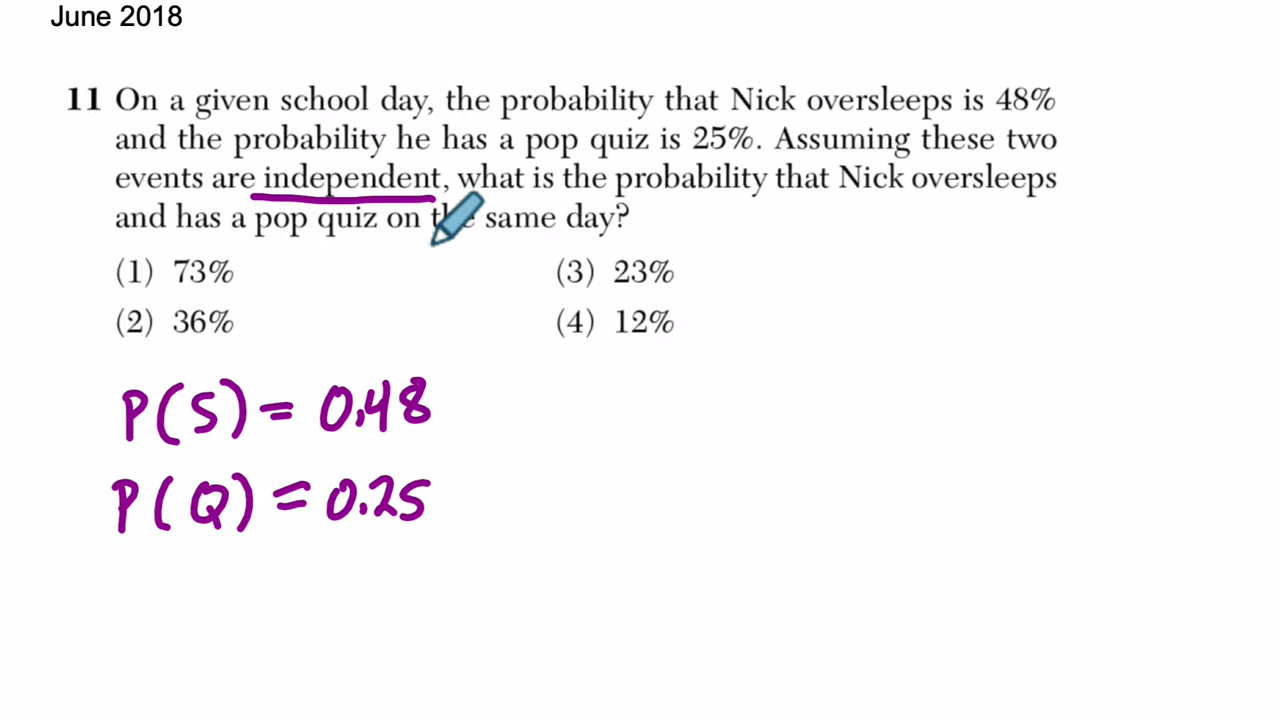 June 2018
11 On a given school day, the probability that Nick oversleeps is 48%
and the probability he has a pop quiz is 25%. Assuming these two
events are independent, what is the probability that Nick oversleeps
and has a pop quiz on the same day?
(1) 73% (3) 23%
(2) 36% (4) 12%
P(S) = 0.48
P(Q) = 0.25